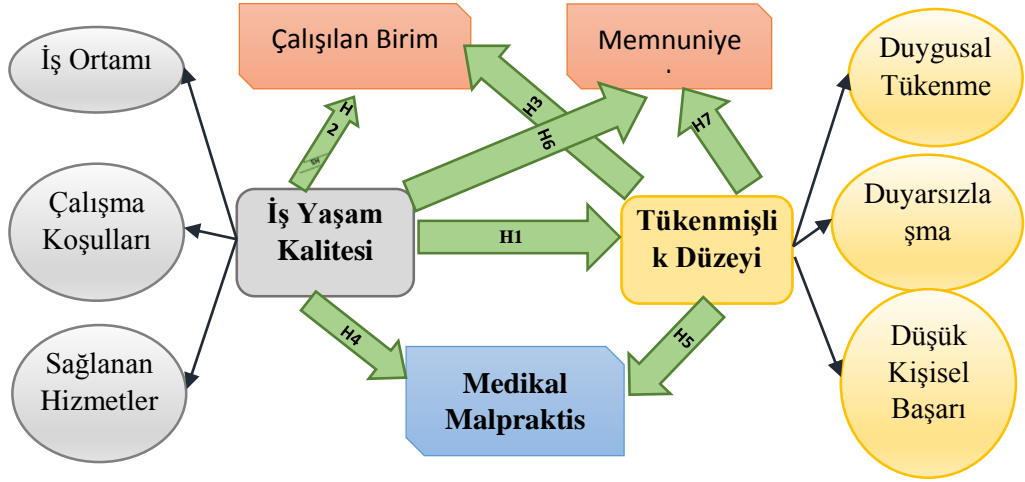 Çalışılan Birim
Memnuniye
.
İş Ortamı
Duygusal
Tükenme
H
2
H3
H6
H7
Çalışma
Koşulları
İş Yaşam
Kalitesi
H1
Tükenmişli
k Düzeyi
Duyarsızla
şma
H4
H5
Sağlanan
Hizmetler
Medikal
Malpraktis
Düşük
Kişisel
Başarı